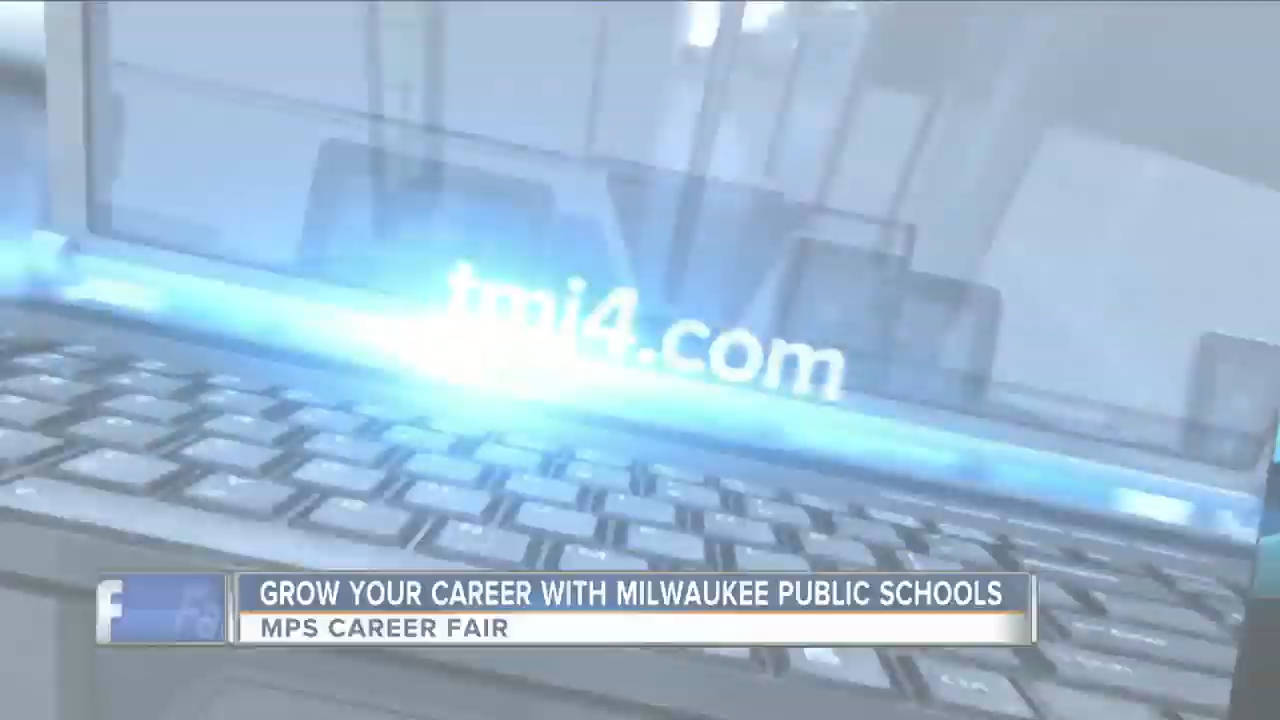 tmj4.com
f
GROW YOUR CAREER WITH MILWAUKEE PUBLIC SCHOOLS
MPS CAREER FAIR